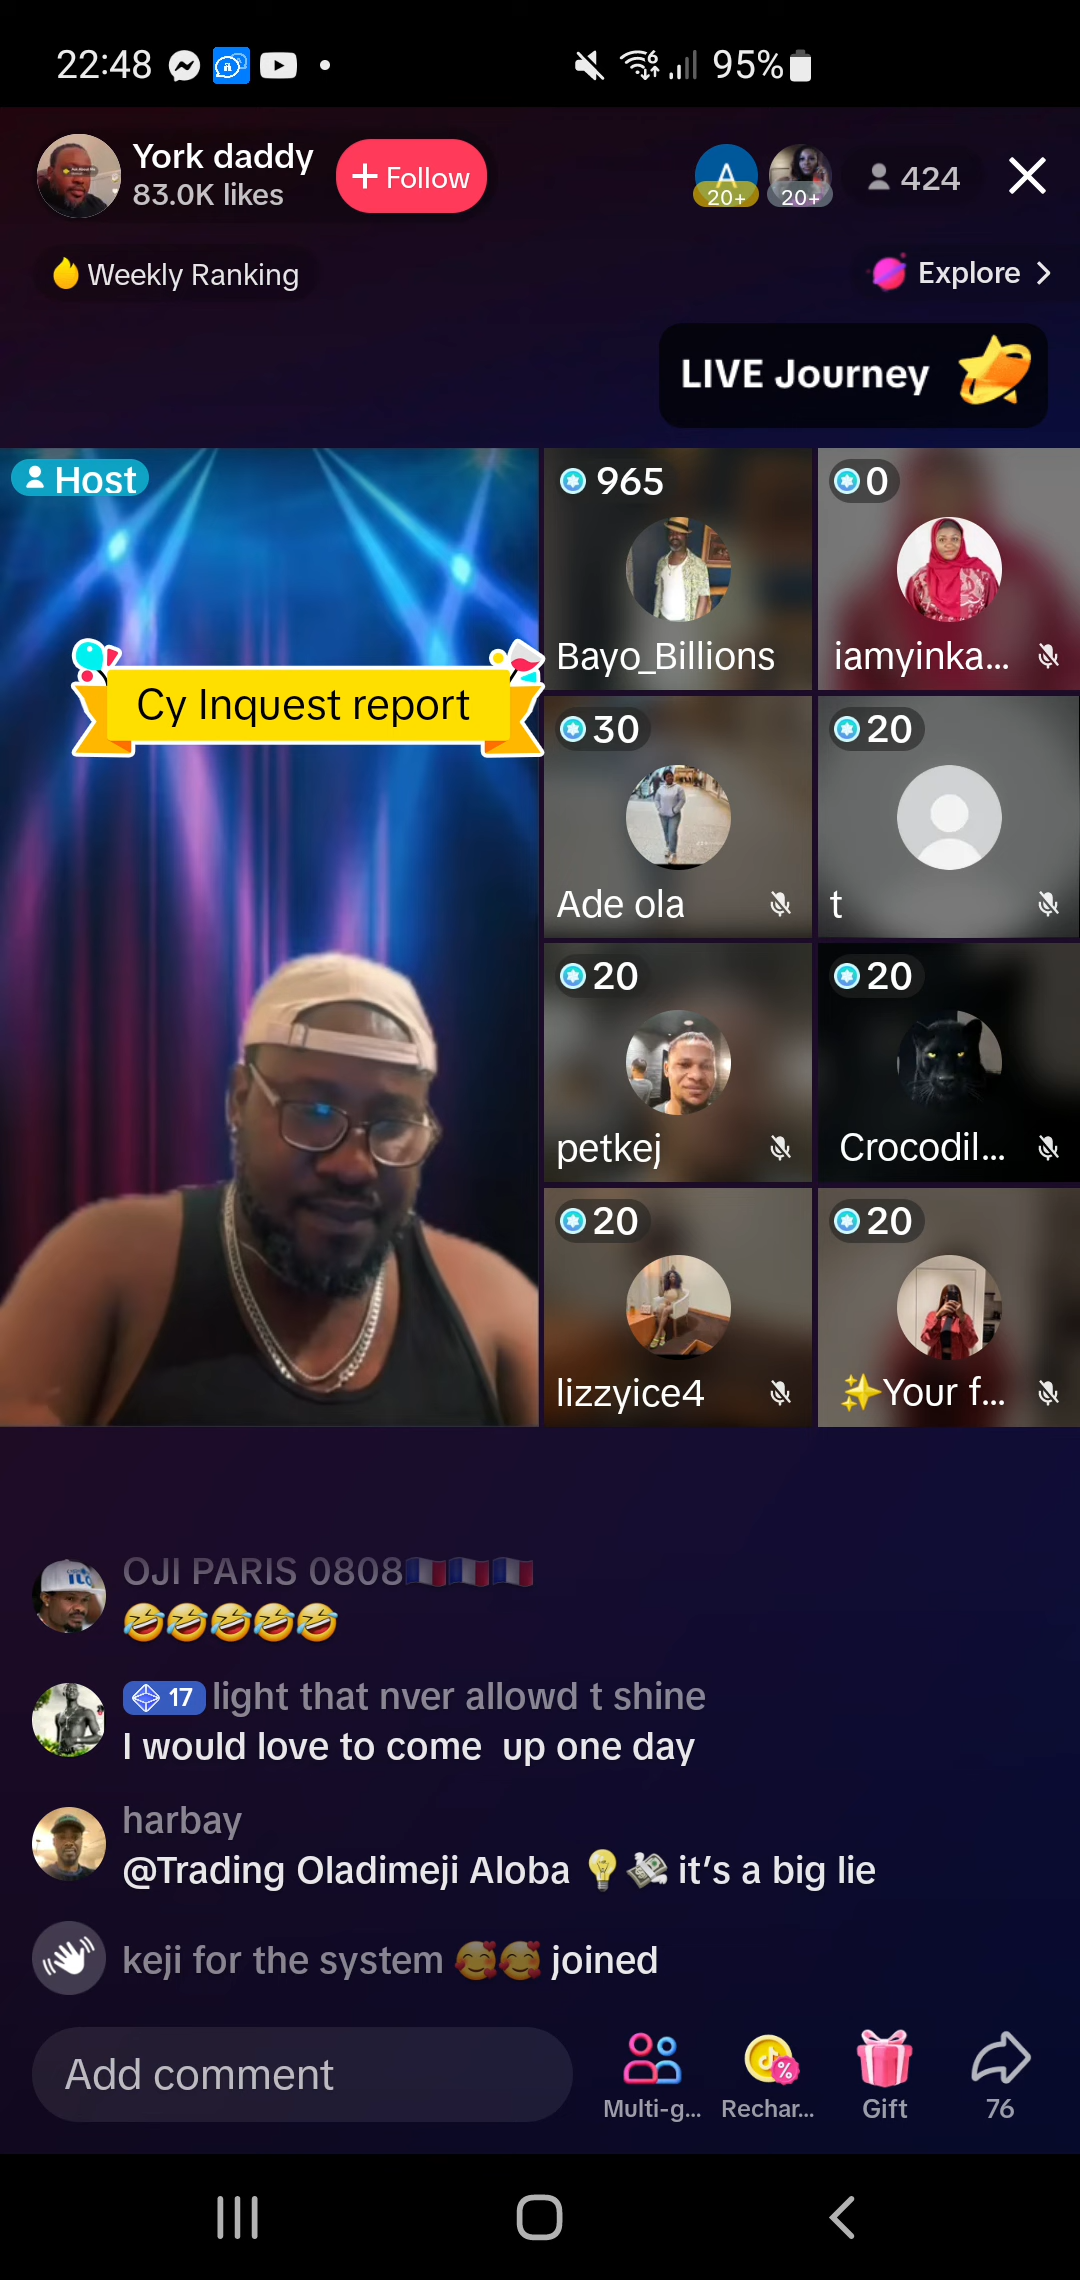 22:48
95%
York daddy
83.0K likes
+ Follow
A
20+
20+
424
Weekly Ranking
Explore
LIVE Journey
Host
Cy Inquest report
965
Bayo_Billions
0
iamyinka...
30
Ade ola
20
t
20
petkej
20
Crocodil...
20
lizzyice4
20
✨Your f...
OJI PARIS 0808🇫🇷🇫🇷🇫🇷
🤣🤣🤣🤣🤣
17 light that nver allowd t shine
I would love to come  up one day
harbay
@Trading Oladimeji Aloba 💡💸 it’s a big lie
keji for the system 🥰🥰 joined
Add comment
Multi-g...
Rechar...
Gift
76